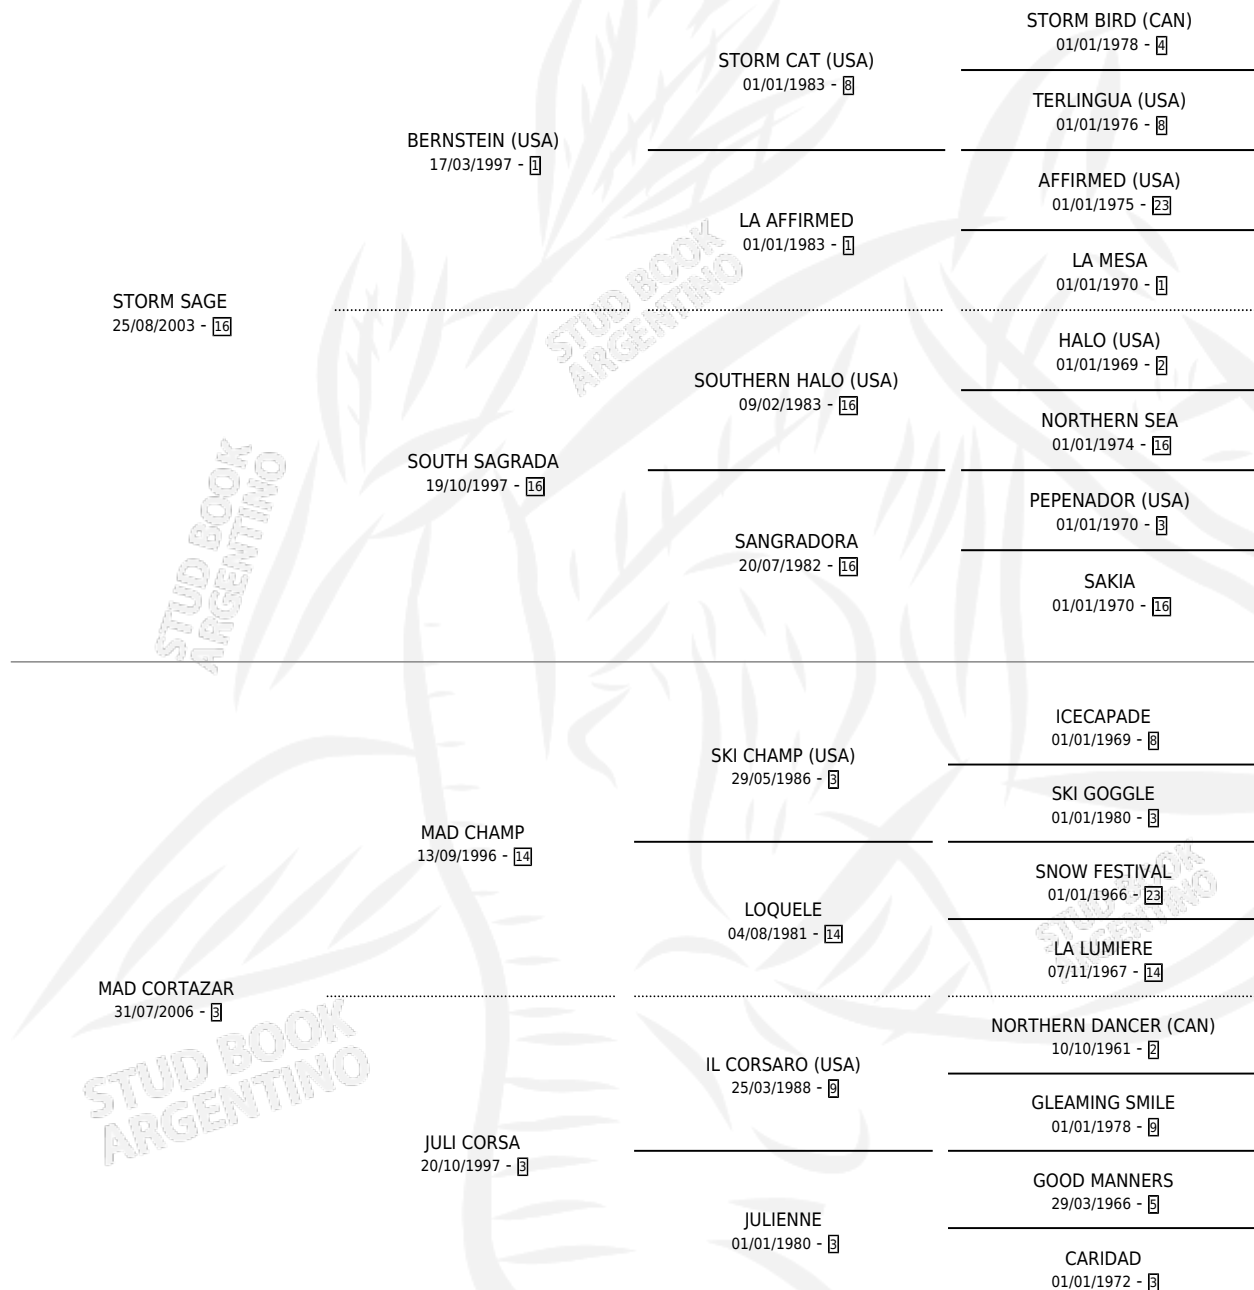 STORM BIRD (CAN)
01/01/1978 - 4
STORM CAT (USA)
01/01/1983 - 8
TERLINGUA (USA)
01/01/1976 - 8
BERNSTEIN (USA)
17/03/1997 - 1
AFFIRMED (USA)
01/01/1975 - 23
LA AFFIRMED
01/01/1983 - 1
LA MESA
01/01/1970 - 1
STORM SAGE
25/08/2003 - 16
HALO (USA)
01/01/1969 - 2
SOUTHERN HALO (USA)
09/02/1983 - 16
NORTHERN SEA
01/01/1974 - 16
SOUTH SAGRADA
19/10/1997 - 16
PEPENADOR (USA)
01/01/1970 - 3
SANGRADORA
20/07/1982 - 16
SAKIA
01/01/1970 - 16
STUD BOOK
ARGENTINO
STUD BOOK
ARGENTINO
ICECAPADE
01/01/1969 - 8
SKI CHAMP (USA)
29/05/1986 - 3
SKI GOGGLE
01/01/1980 - 3
MAD CHAMP
13/09/1996 - 14
SNOW FESTIVAL
01/01/1966 - 23
LOQUELE
04/08/1981 - 14
LA LUMIERE
07/11/1967 - 14
STUD BOOK
ARGENTINO
MAD CORTAZAR
31/07/2006 - 3
NORTHERN DANCER (CAN)
10/10/1961 - 2
IL CORSARO (USA)
25/03/1988 - 9
GLEAMING SMILE
01/01/1978 - 9
JULI CORSA
20/10/1997 - 3
GOOD MANNERS
29/03/1966 - 5
JULIENNE
01/01/1980 - 3
CARIDAD
01/01/1972 - 3
STUD BOOK
ARGENTINO